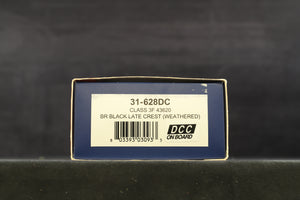 31-628DC
CLASS 3F 43620
BR BLACK LATE CREST (WEATHERED)
DCC
ON BOARD